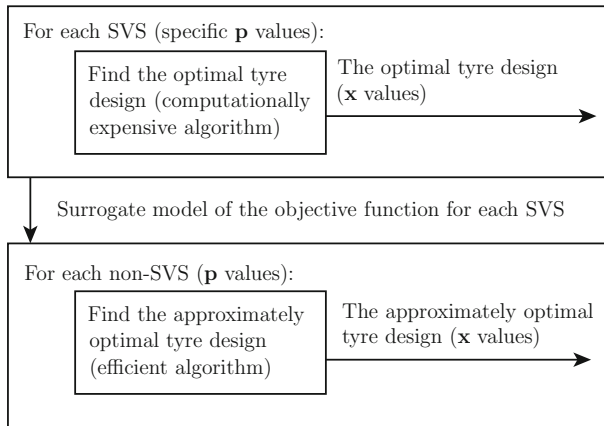 For each SVS (specific p values):
Find the optimal tyre
design (computationally
expensive algorithm)
The optimal tyre design
(x values)
Surrogate model of the objective function for each SVS
For each non-SVS (p values):
Find the approximately
optimal tyre design
(efficient algorithm)
The approximately optimal
tyre design (x values)